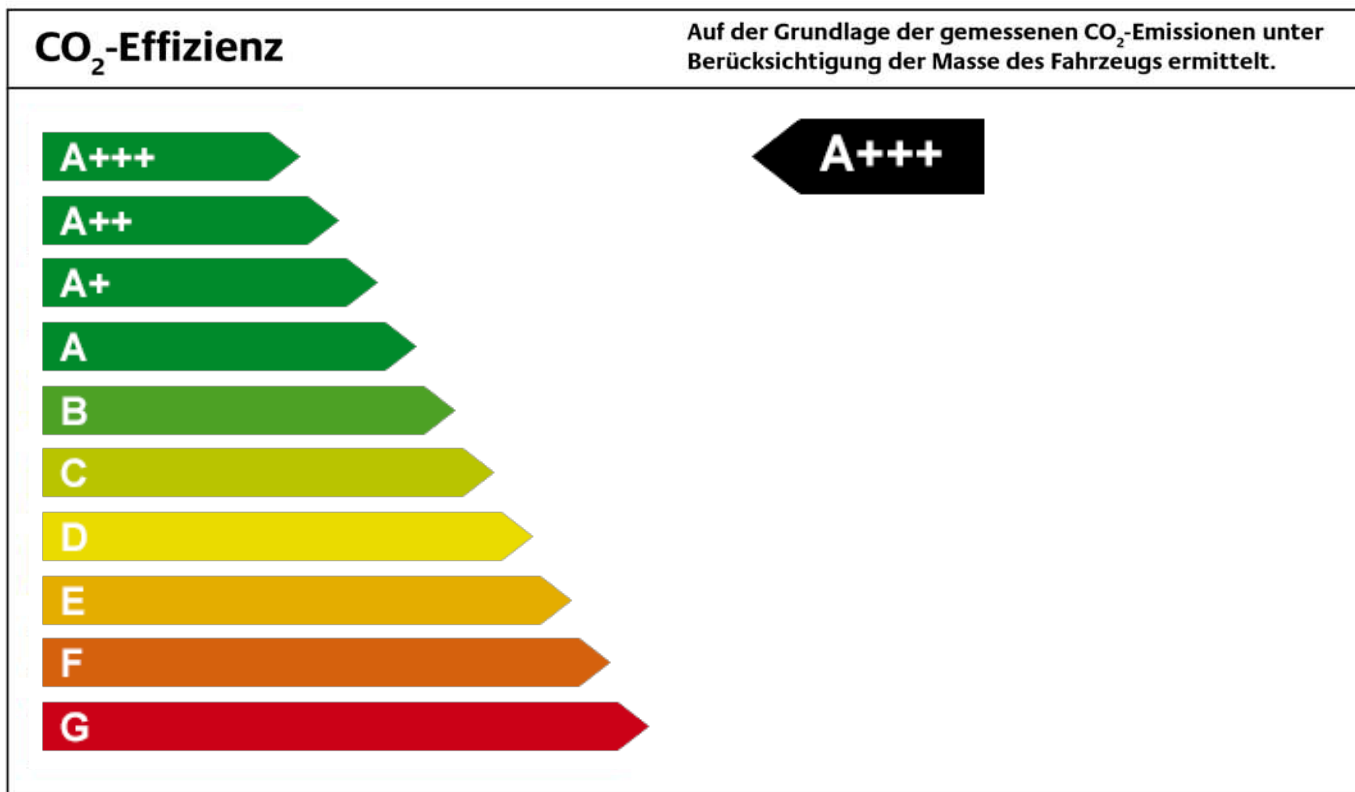 CO₂-Effizienz
Auf der Grundlage der gemessenen CO₂-Emissionen unter
Berücksichtigung der Masse des Fahrzeugs ermittelt.
A+++
A+++
A++
A+
A
B
C
D
E
F
G